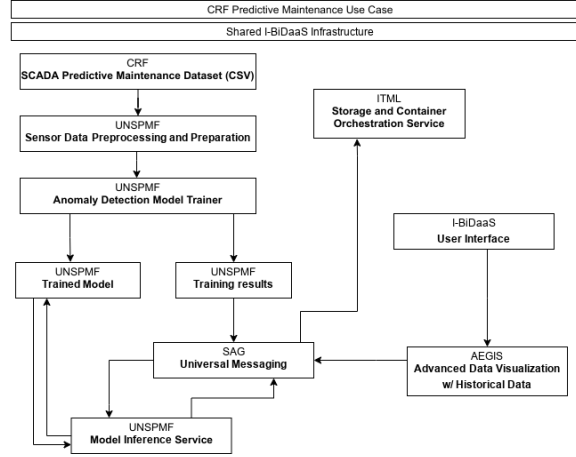 CRF Predictive Maintenance Use Case
Shared I-BiDaaS Infrastructure
CRF
SCADA Predictive Maintenance Dataset (CSV)
ITML
Storage and Container
Orchestration Service
UNSPMF
Sensor Data Preprocessing and Preparation
UNSPMF
Anomaly Detection Model Trainer
I-BiDaaS
User Interface
UNSPMF
Trained Model
UNSPMF
Training results
SAG
Universal Messaging
AEGIS
Advanced Data Visualization
w/ Historical Data
UNSPMF
Model Inference Service